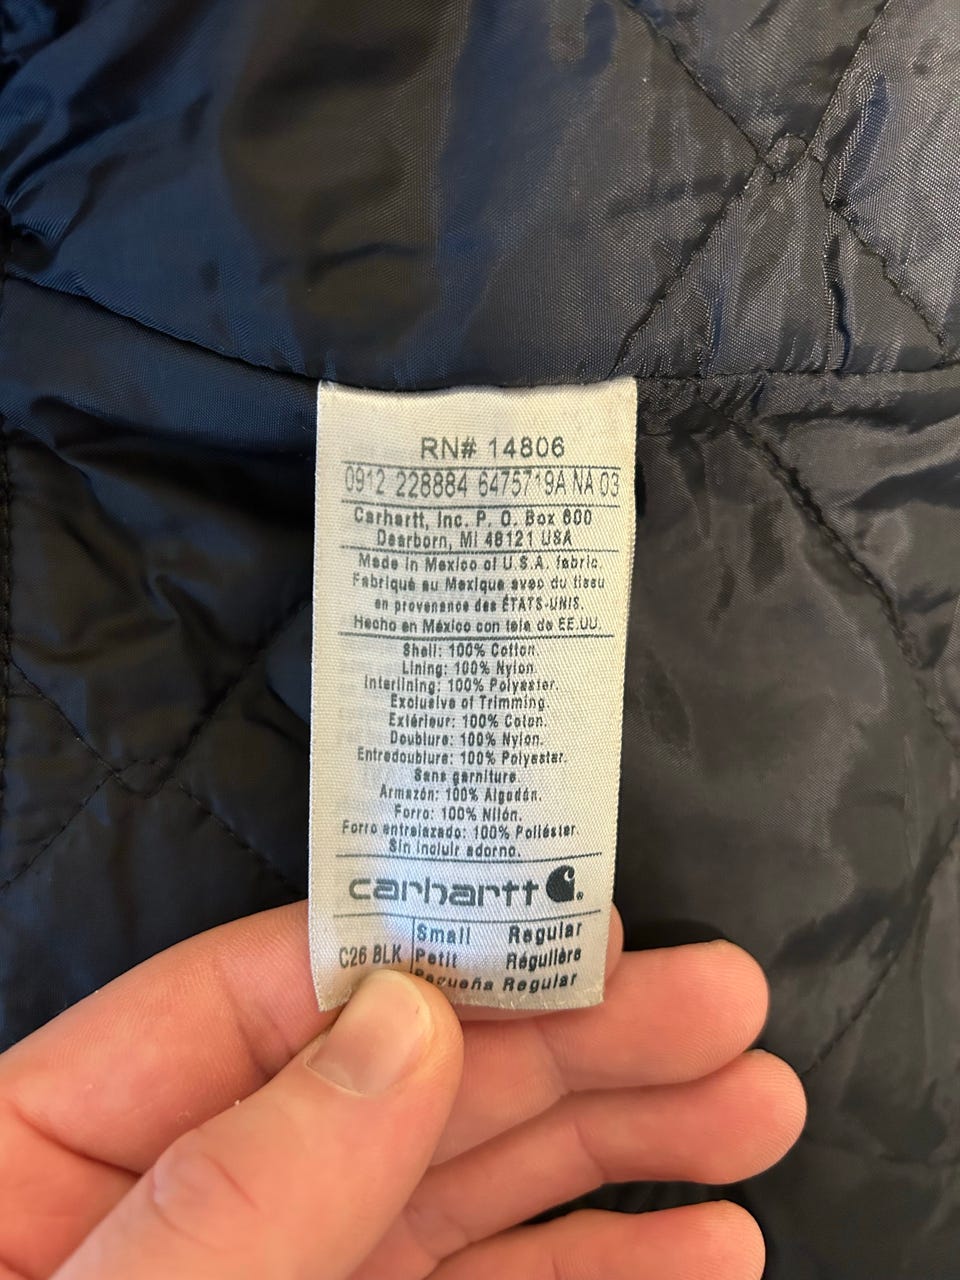 RN# 14806
0912 228884 6475719A NA 03
Carhartt, Inc. P. O. Box 600
Dearborn, MI 48121 USA
Made in Mexico of U.S.A. fabric.
Fabriqué au Mexique avec du tissu
en provenance des ÉTATS-UNIS.
Hecho en México con tela de EE.UU.
Shell: 100% Cotton.
Lining: 100% Nylon.
Interlining: 100% Polyester.
Exclusive of Trimming.
Extérieur: 100% Coton.
Doublure: 100% Nylon.
Entredoublure: 100% Polyester.
Sans garniture.
Armazón: 100% Algodón.
Forro: 100% Nilón.
Forro entrelazado: 100% Poliéster.
Sin incluir adorno.
carhartt
C26 BLK
Small Regular
Petit Régulière
Pequeña Regular